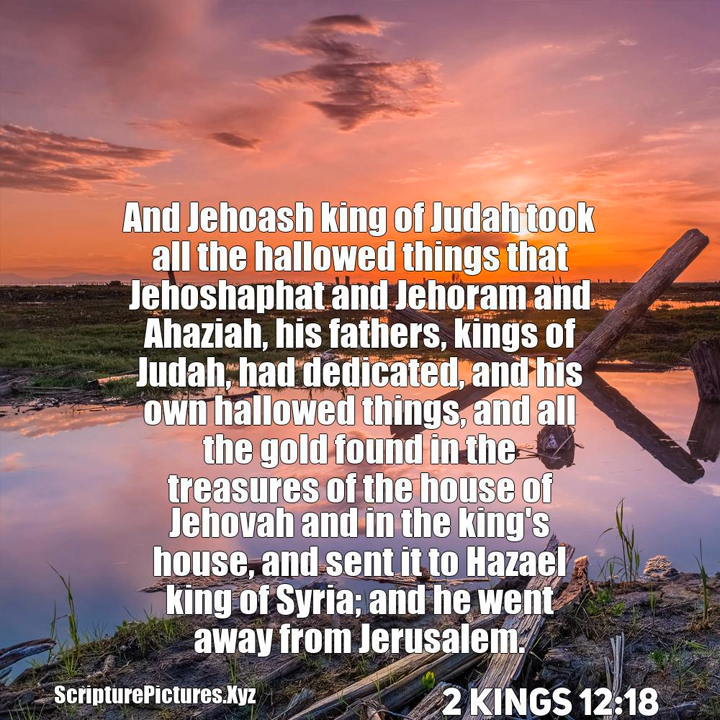 And Jehoash king of Judah took
all the hallowed things that
Jehoshaphat and Jehoram and
Ahaziah, his fathers, kings of
Judah, had dedicated, and his
own hallowed things, and all
the gold found in the
treasures of the house of
Jehovah and in the king's
house, and sent it to Hazael
king of Syria; and he went
away from Jerusalem.
ScripturePictures.Xyz
2 KINGS 12:18